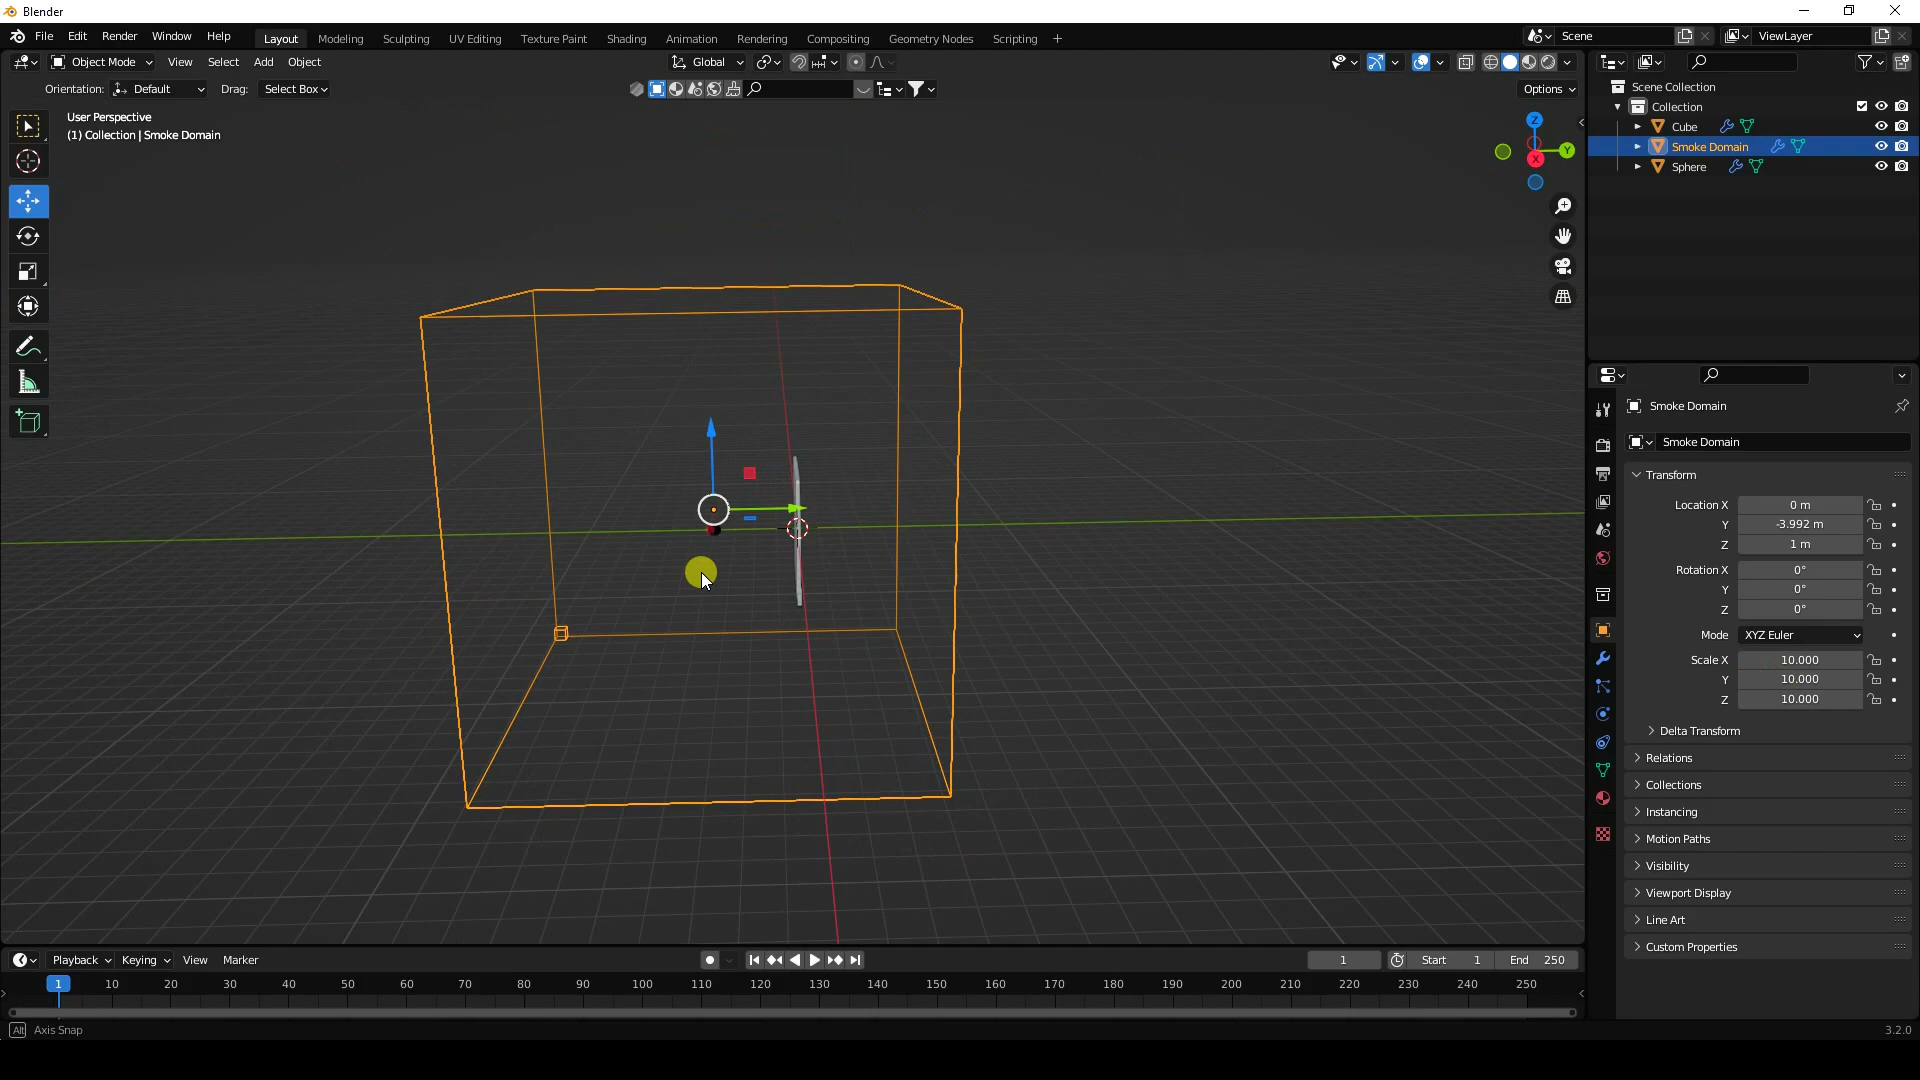 Blender
File Edit Render Window Help Layout Modeling Sculpting UV Editing Texture Paint Shading Animation Rendering Compositing Geometry Nodes Scripting + Scene ViewLayer
Object Mode View Select Add Object Global
Orientation: Default Drag: Select Box Options
User Perspective
(1) Collection | Smoke Domain
Z
Y
X
Scene Collection
Collection
Cube
Smoke Domain
Sphere
Smoke Domain
Smoke Domain
Transform
Location X 0 m
Y -3.992 m
Z 1 m
Rotation X 0°
Y 0°
Z 0°
Mode XYZ Euler
Scale X 10.000
Y 10.000
Z 10.000
Delta Transform
Relations
Collections
Instancing
Motion Paths
Visibility
Viewport Display
Line Art
Custom Properties
Playback Keying View Marker 1 Start 1 End 250
1 10 20 30 40 50 60 70 80 90 100 110 120 130 140 150 160 170 180 190 200 210 220 230 240 250
Alt Axis Snap 3.2.0